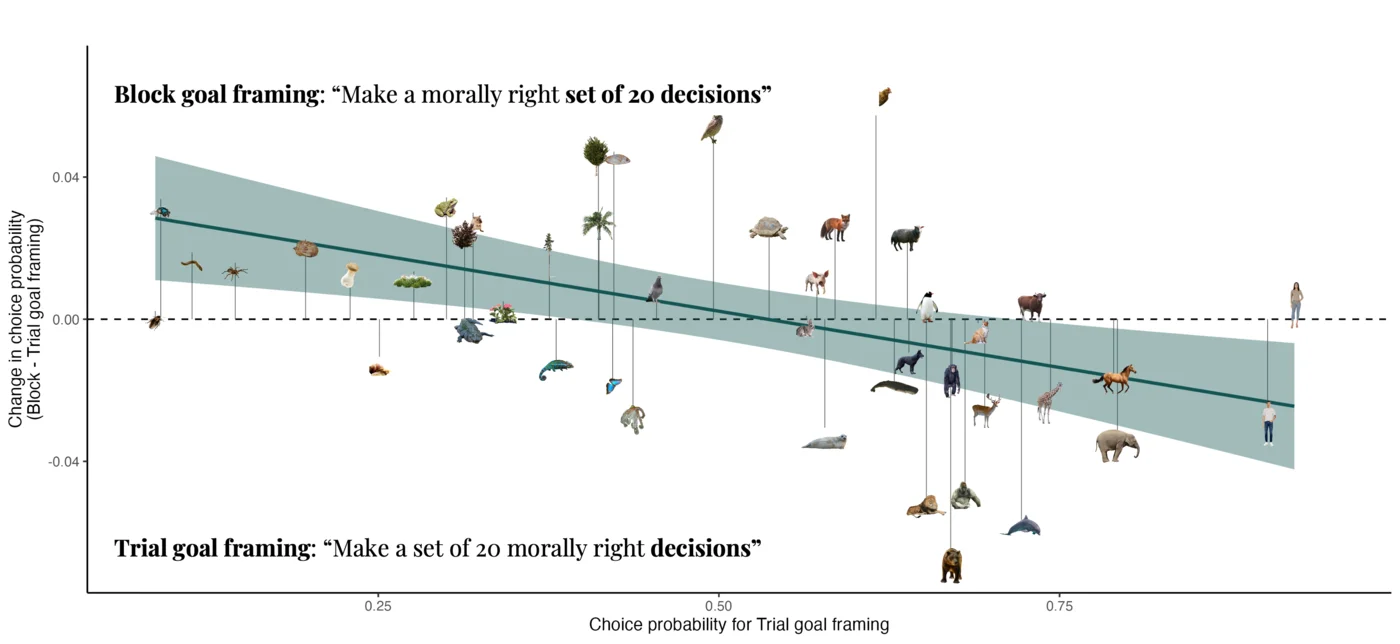 Block goal framing: “Make a morally right set of 20 decisions”
0.04
0.00
-0.04
Change in choice probability
(Block - Trial goal framing)
Trial goal framing: “Make a set of 20 morally right decisions”
0.25
0.50
0.75
Choice probability for Trial goal framing